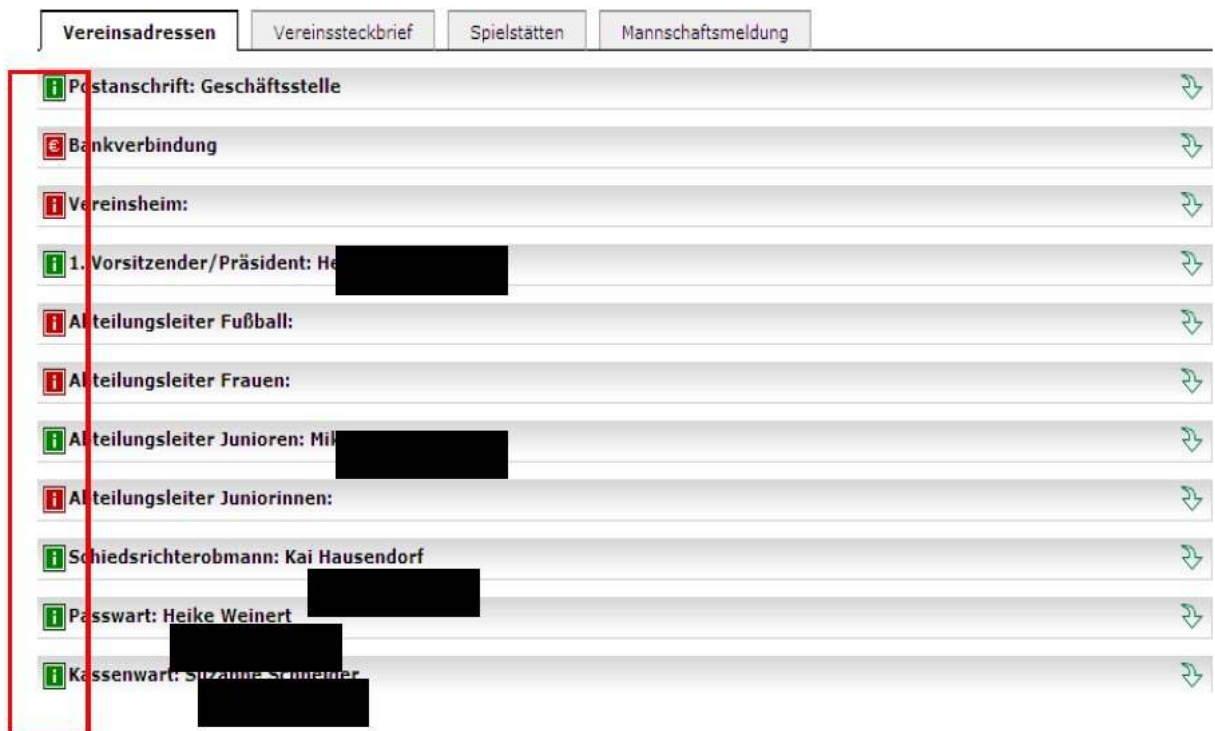 Vereinsadressen Vereinssteckbrief Spielstätten Mannschaftsmeldung
i Postanschrift: Geschäftsstelle
€ Bankverbindung
i Vereinsheim:
i 1. Vorsitzender/Präsident:
i Abteilungsleiter Fußball:
i Abteilungsleiter Frauen:
i Abteilungsleiter Junioren:
i Abteilungsleiter Juniorinnen:
i Schiedsrichterobmann: Kai Hausendorf
i Passwart: Heike Weinert
i Kassenwart: